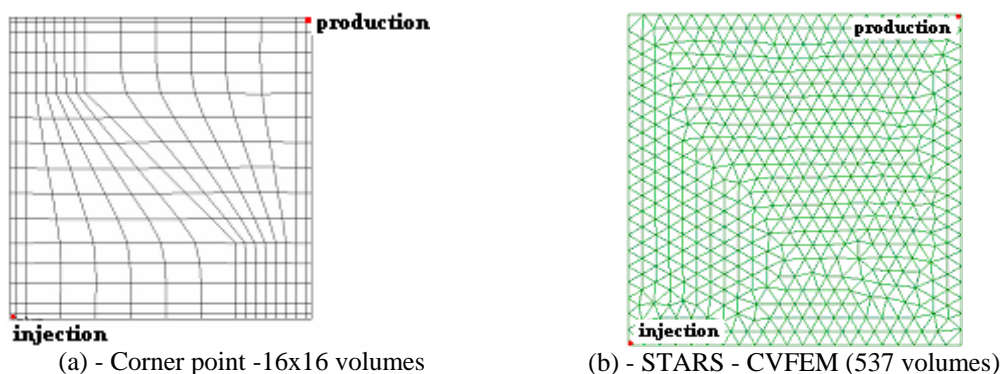 production
injection
(a) - Corner point -16x16 volumes
production
injection
(b) - STARS - CVFEM (537 volumes)